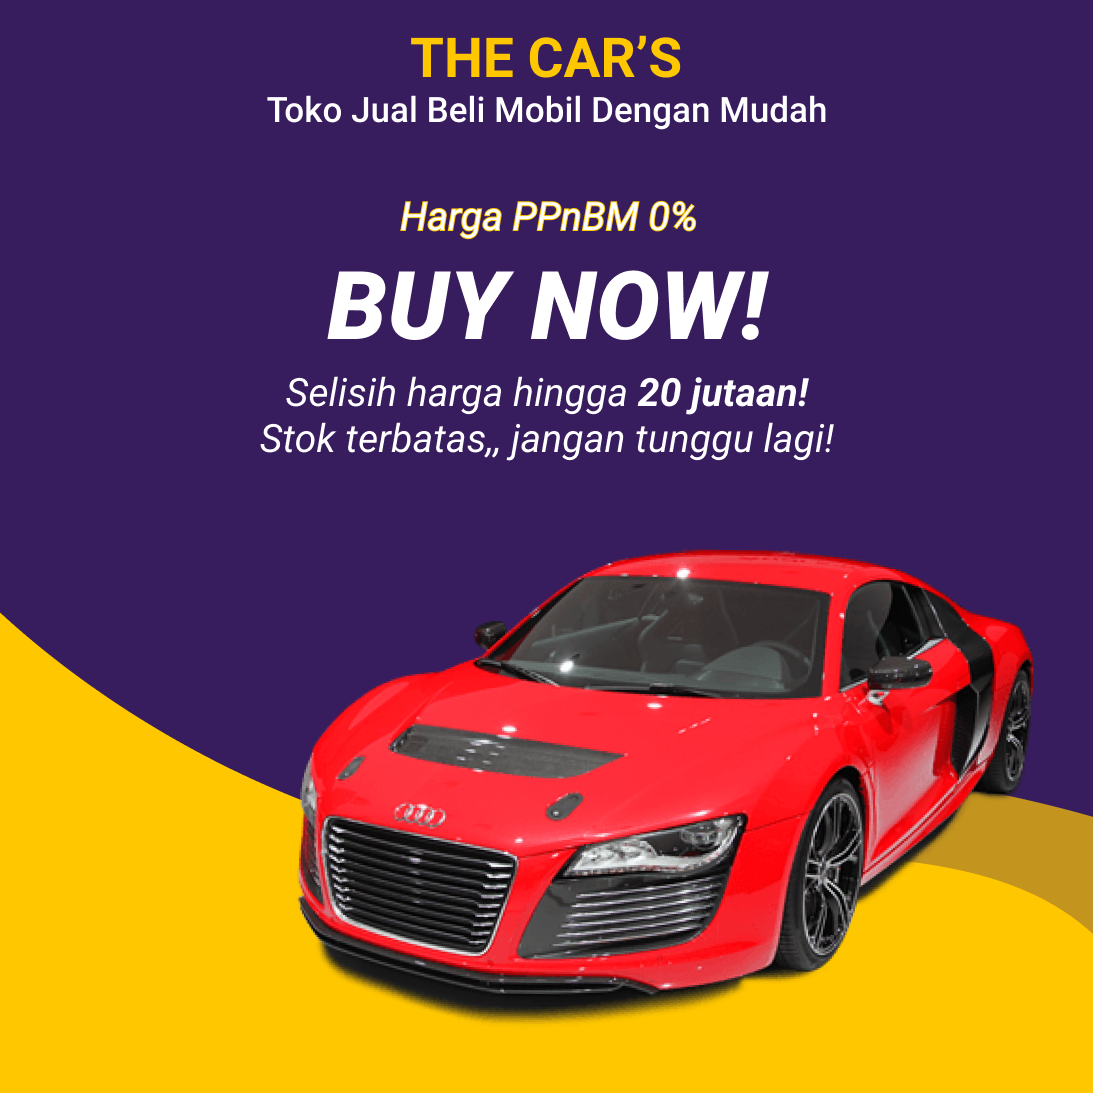 THE CAR’S
Toko Jual Beli Mobil Dengan Mudah
Harga PPnBM 0%
BUY NOW!
Selisih harga hingga 20 jutaan!
Stok terbatas,, jangan tunggu lagi!